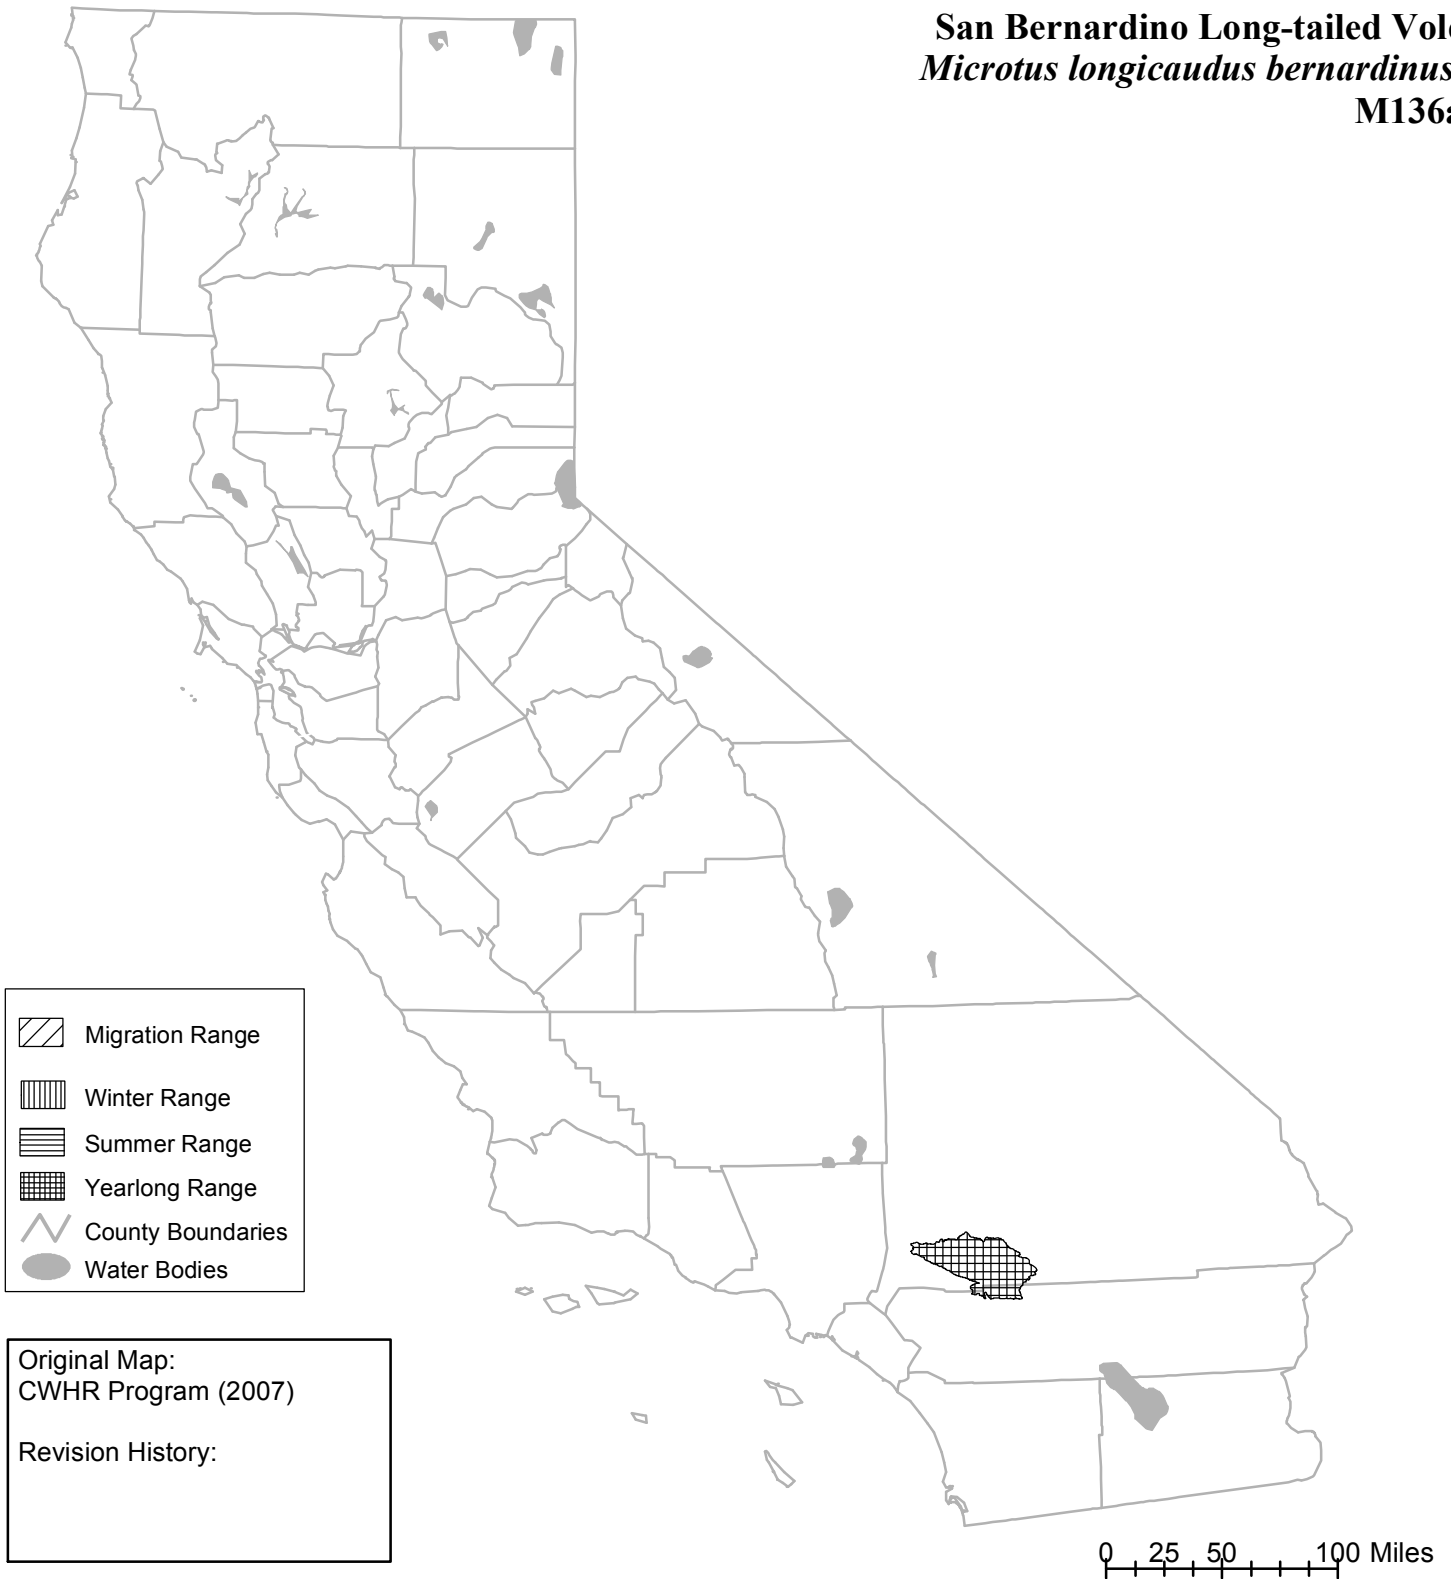 San Bernardino Long-tailed Vole
Microtus longicaudus bernardinus
M136a
Migration Range
Winter Range
Summer Range
Yearlong Range
County Boundaries
Water Bodies
Original Map:
CWHR Program (2007)
Revision History:
0 25 50 100 Miles